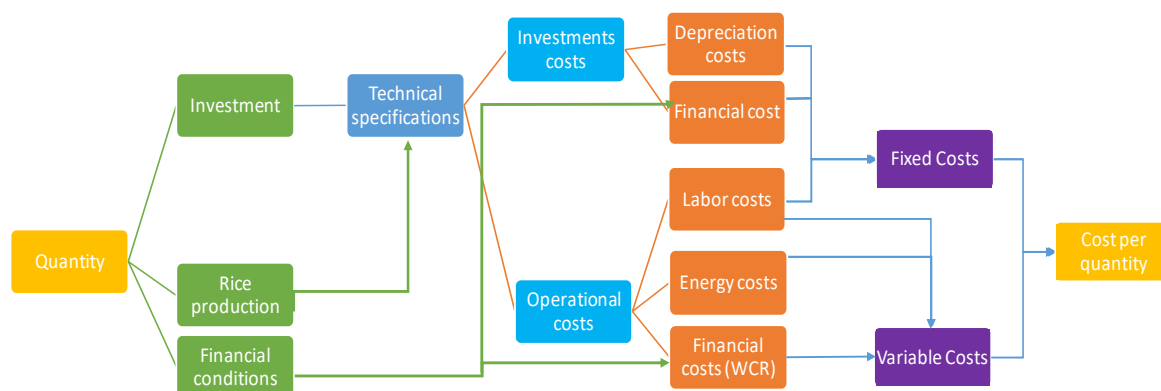 Quantity
Investment
Rice
production
Financial
conditions
Technical
specifications
Investments
costs
Operational
costs
Depreciation
costs
Financial cost
Labor costs
Energy costs
Financial
costs (WCR)
Fixed Costs
Variable Costs
Cost per
quantity